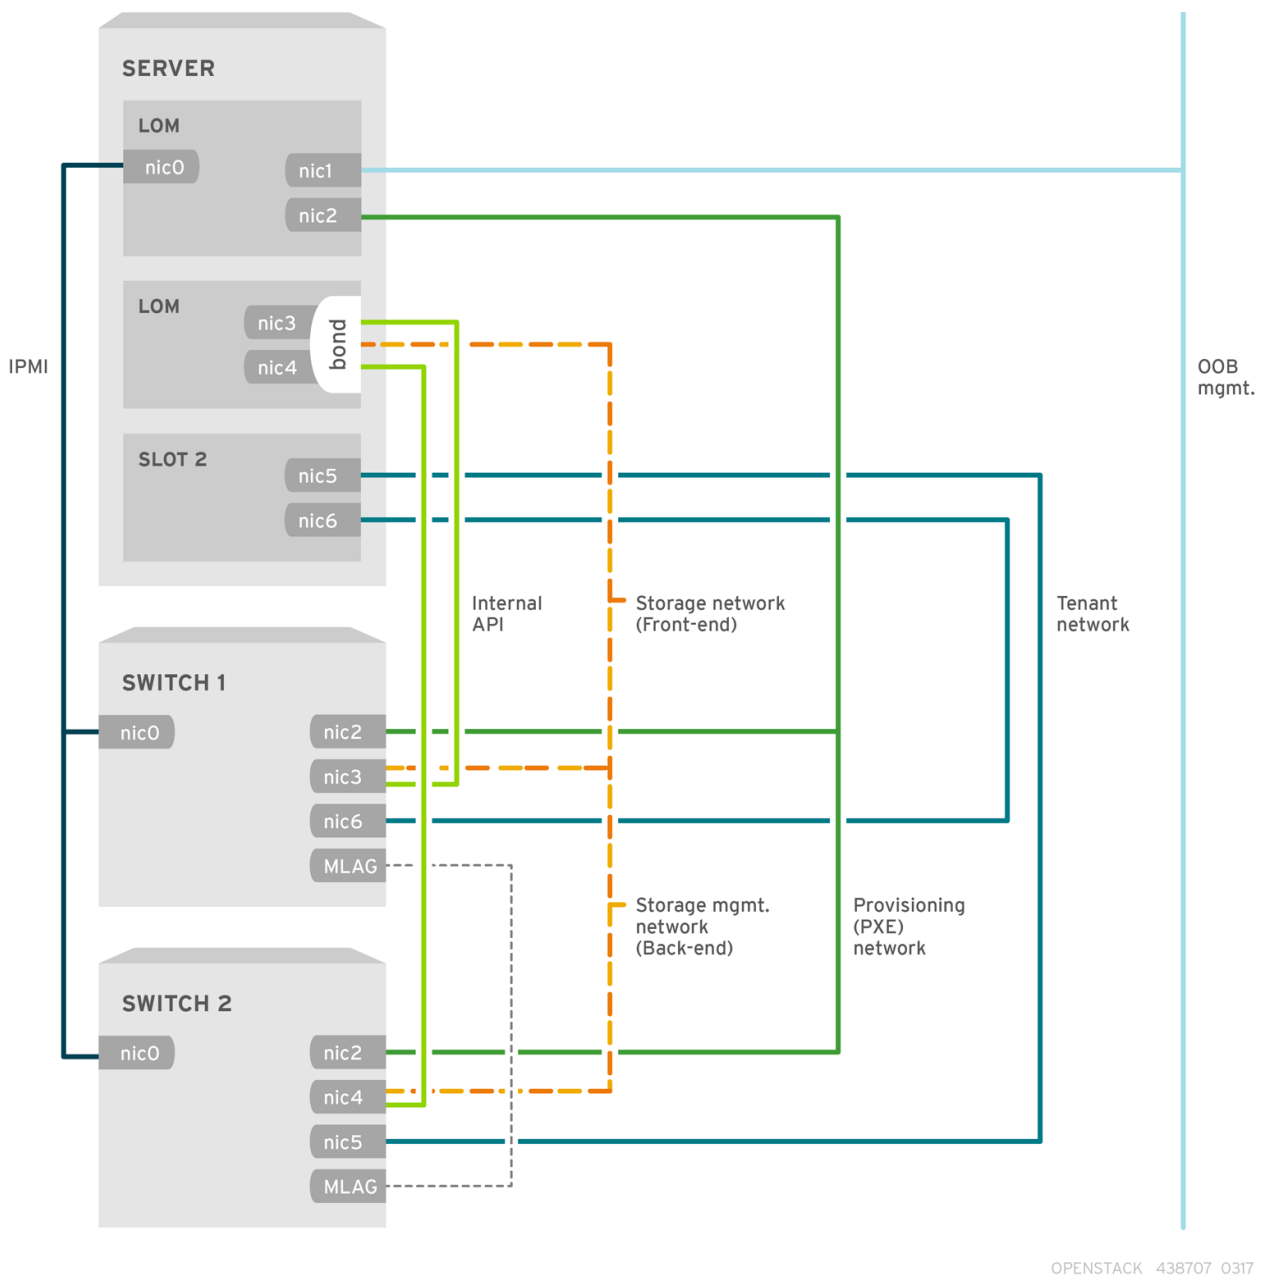 SERVER
LOM
nic0
nic1
nic2
LOM
nic3
bond
nic4
IPMI
OOB
mgmt.
SLOT 2
nic5
nic6
Internal
API
Storage network
(Front-end)
Tenant
network
SWITCH 1
nic0
nic2
nic3
nic6
MLAG
Storage mgmt.
network
(Back-end)
Provisioning
(PXE)
network
SWITCH 2
nic0
nic2
nic4
nic5
MLAG
OPENSTACK 438707 0317